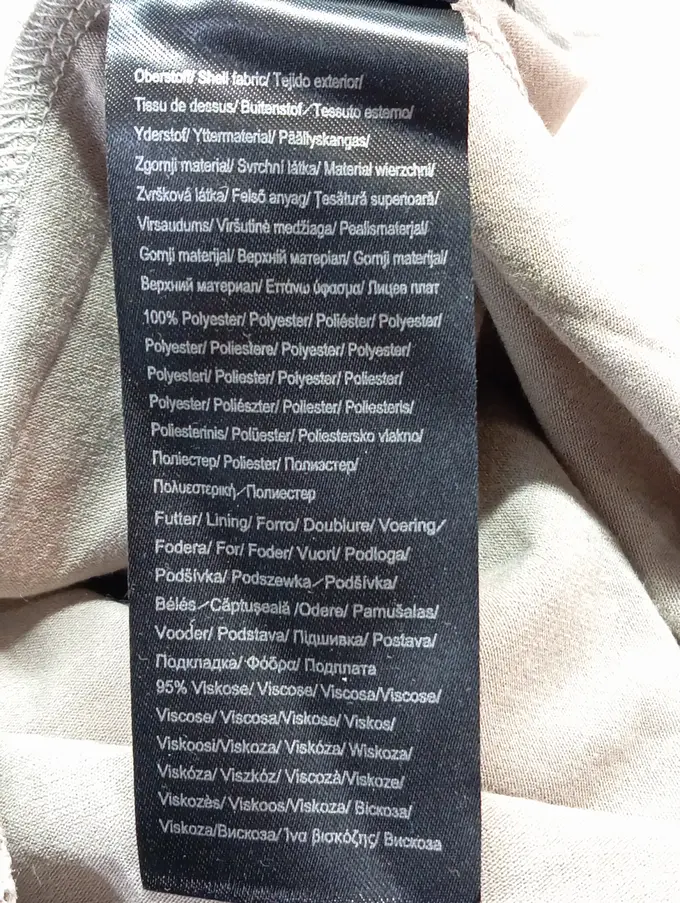 Oberstoff/ Shell fabric/ Tejido exterior/
Tissu de dessus/ Buitenstof/Tessuto esterno/
Yderstof/ Yttermaterial/ Päällyskangas/
Zgornji material/ Svrchní látka/ Material wierzchni/
Zvršková látka/ Felső anyag/ Țesătură superioară/
Virsaudums/ Viršutinė medžiaga/ Pealismaterjal/
Gornji materijal/ Верхній матеріал/ Gornji materijal/
Верхний материал/ Επάνω ύφασμα/ Лицев плат
100% Polyester/ Polyester/ Poliéster/ Polyester/
Polyester/ Poliestere/ Polyester/ Polyester/
Polyesteri/ Poliester/ Polyester/ Poliester/
Polyester/ Poliészter/ Poliester/ Poliesteris/
Poliesterinis/ Polüester/ Poliestersko vlakno/
Поліестер/ Poliester/ Полиэстер/
Πολυεστερική/Полиестер
Futter/ Lining/ Forro/ Doublure/ Voering/
Fodera/ For/ Foder/ Vuori/ Podloga/
Podšívka/ Podszewka/Podšívka/
Bélés/Căptușeală /Odere/ Pamušalas/
Vooder/ Podstava/ Підшивка/ Postava/
Подкладка/ Φόδρα/ Подплата
95% Viskose/ Viscose/ Viscosa/Viscose/
Viscose/ Viscosa/Viskose/ Viskos/
Viskoosi/Viskoza/ Viskóza/ Wiskoza/
Viskóza/ Viszkóz/ Viscoză/Viskoze/
Viskozės/ Viskoos/Viskoza/ Віскоза/
Viskoza/Вискоза/ Ίνα βισκόζης/ Вискоза